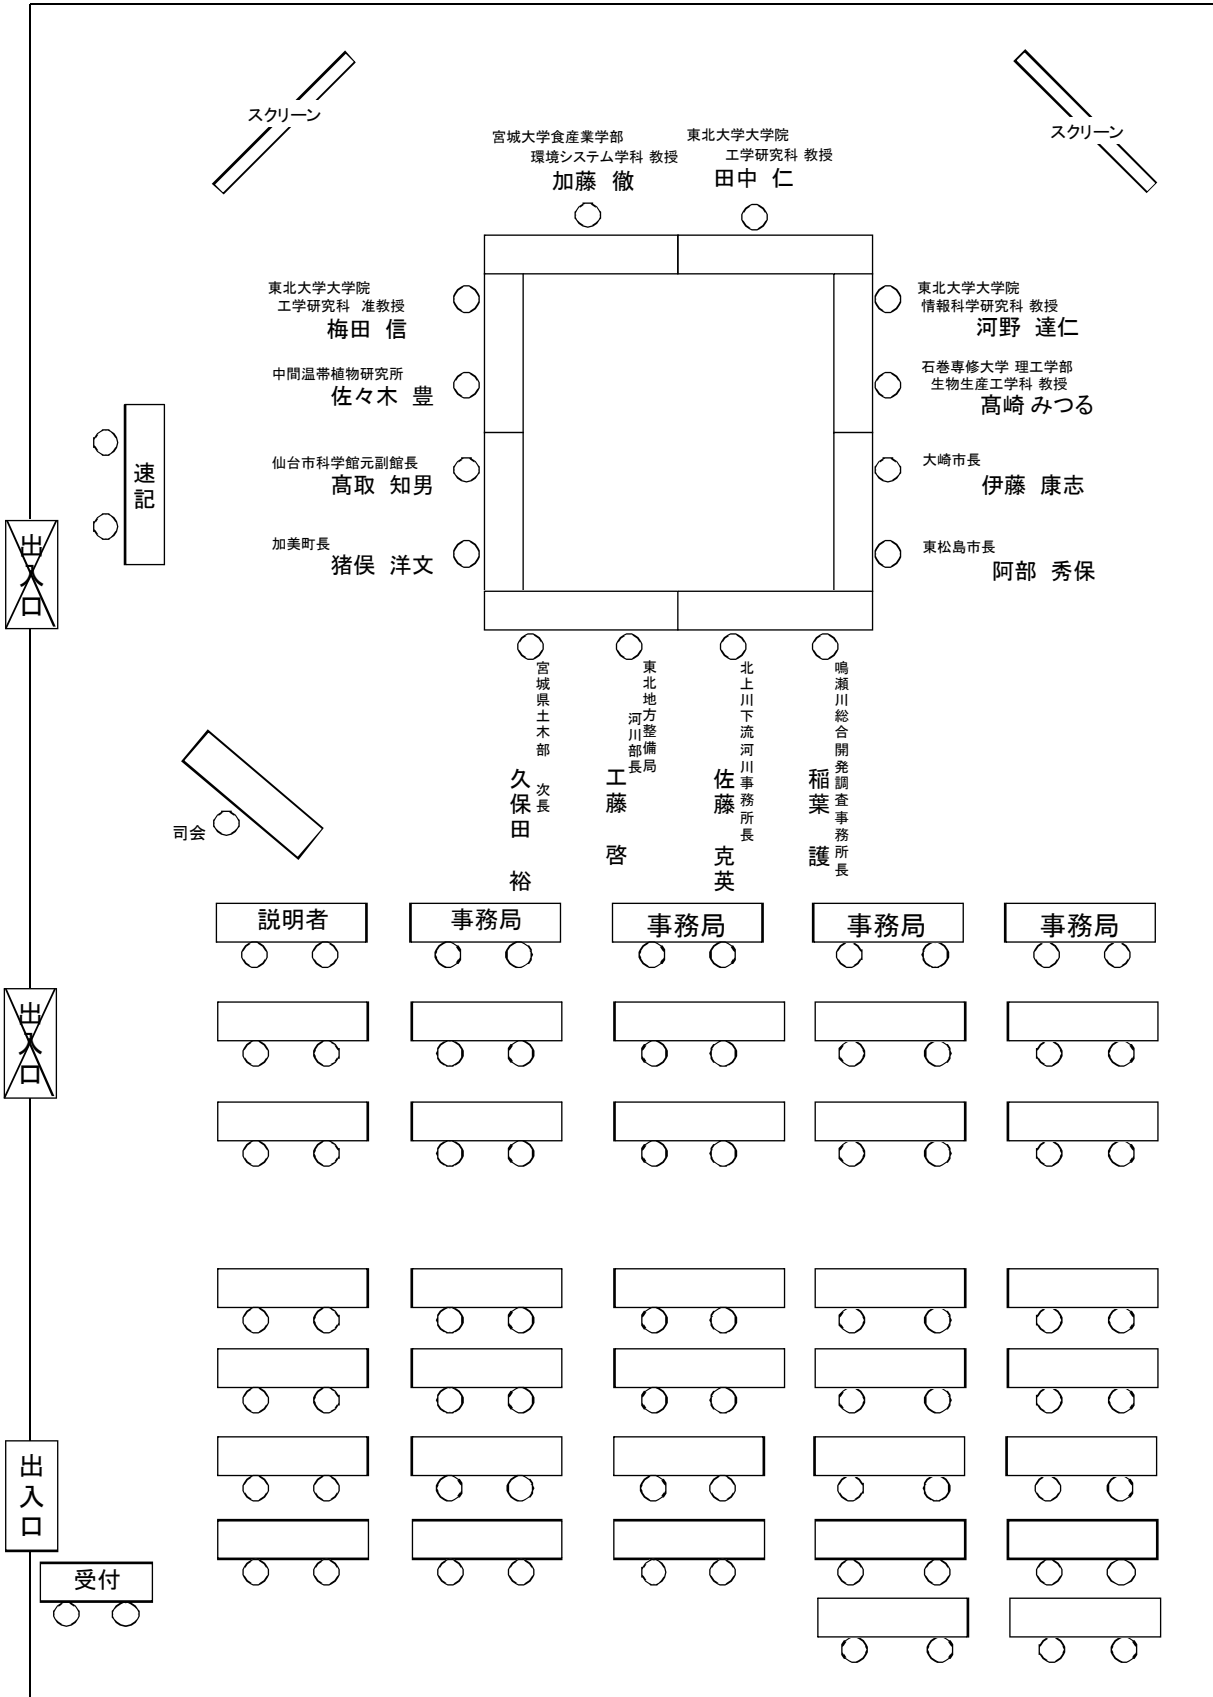 スクリーン
スクリーン
宮城大学食産業学部
環境システム学科 教授
加藤 徹
東北大学大学院
工学研究科 教授
田中 仁
東北大学大学院
工学研究科 准教授
梅田 信
中間温帯植物研究所
佐々木 豊
仙台市科学館元副館長
髙取 知男
加美町長
猪俣 洋文
東北大学大学院
情報科学研究科 教授
河野 達仁
石巻専修大学 理工学部
生物生産工学科 教授
髙崎 みつる
大崎市長
伊藤 康志
東松島市長
阿部 秀保
速記
出入口
宮城県土木部 次長
久保田 裕
東北地方整備局
河川部長
工藤 啓
北上川下流河川事務所長
佐藤 克英
鳴瀬川総合開発調査事務所長
稲葉 護
司会
説明者
事務局
事務局
事務局
事務局
出入口
出入口
受付